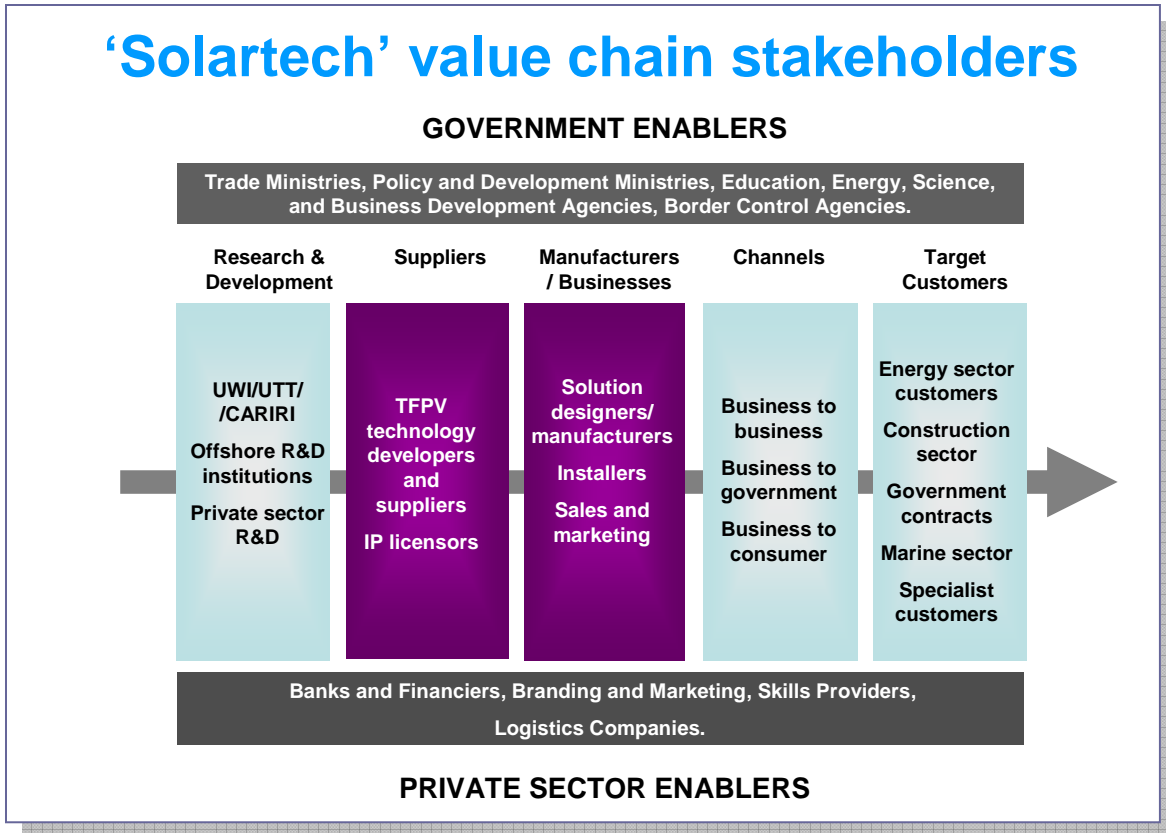 ‘Solartech’ value chain stakeholders
GOVERNMENT ENABLERS
Trade Ministries, Policy and Development Ministries, Education, Energy, Science,
and Business Development Agencies, Border Control Agencies.
Research &
Development
Suppliers
Manufacturers
/ Businesses
Channels
Target
Customers
UWI/UTT/
/CARIRI
Offshore R&D
institutions
Private sector
R&D
TFPV
technology
developers
and
suppliers
IP licensors
Solution
designers/
manufacturers
Installers
Sales and
marketing
Business to
business
Business to
government
Business to
consumer
Energy sector
customers
Construction
sector
Government
contracts
Marine sector
Specialist
customers
Banks and Financiers, Branding and Marketing, Skills Providers,
Logistics Companies.
PRIVATE SECTOR ENABLERS